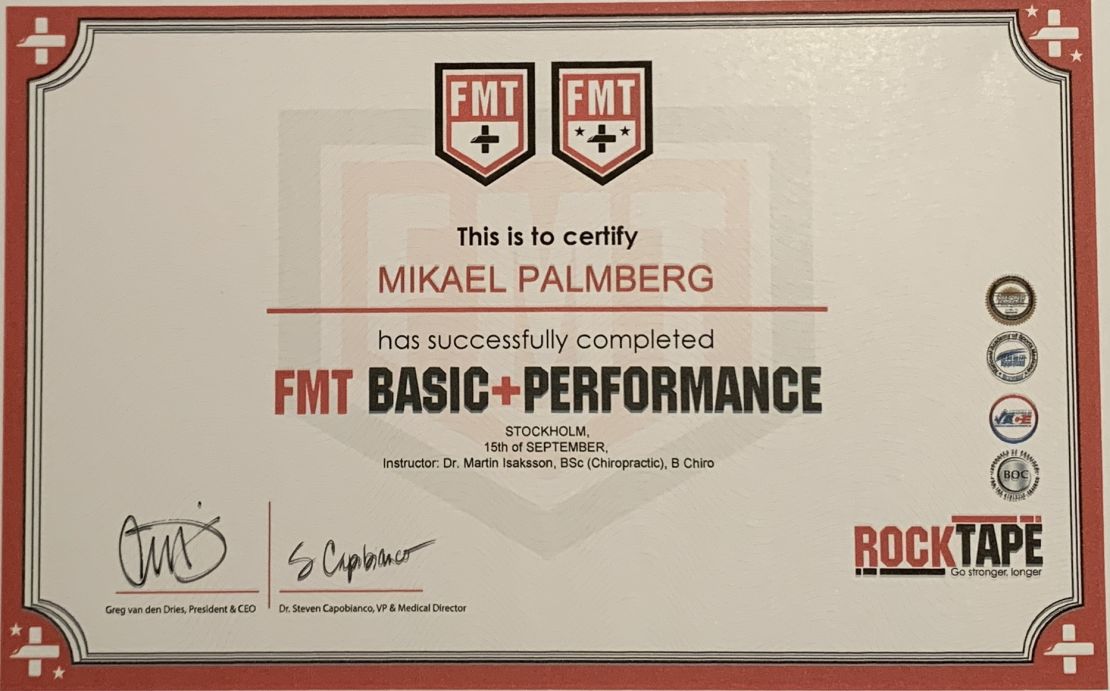 FMT FMT
This is to certify
MIKAEL PALMBERG
has successfully completed
FMT BASIC+PERFORMANCE
STOCKHOLM,
15th of SEPTEMBER,
Instructor: Dr. Martin Isaksson, BSc (Chiropractic), B Chiro
S Capobianco
Greg van den Dries, President & CEO
Dr. Steven Capobianco, VP & Medical Director
BOC
ROCKTAPE
Go stronger, longer